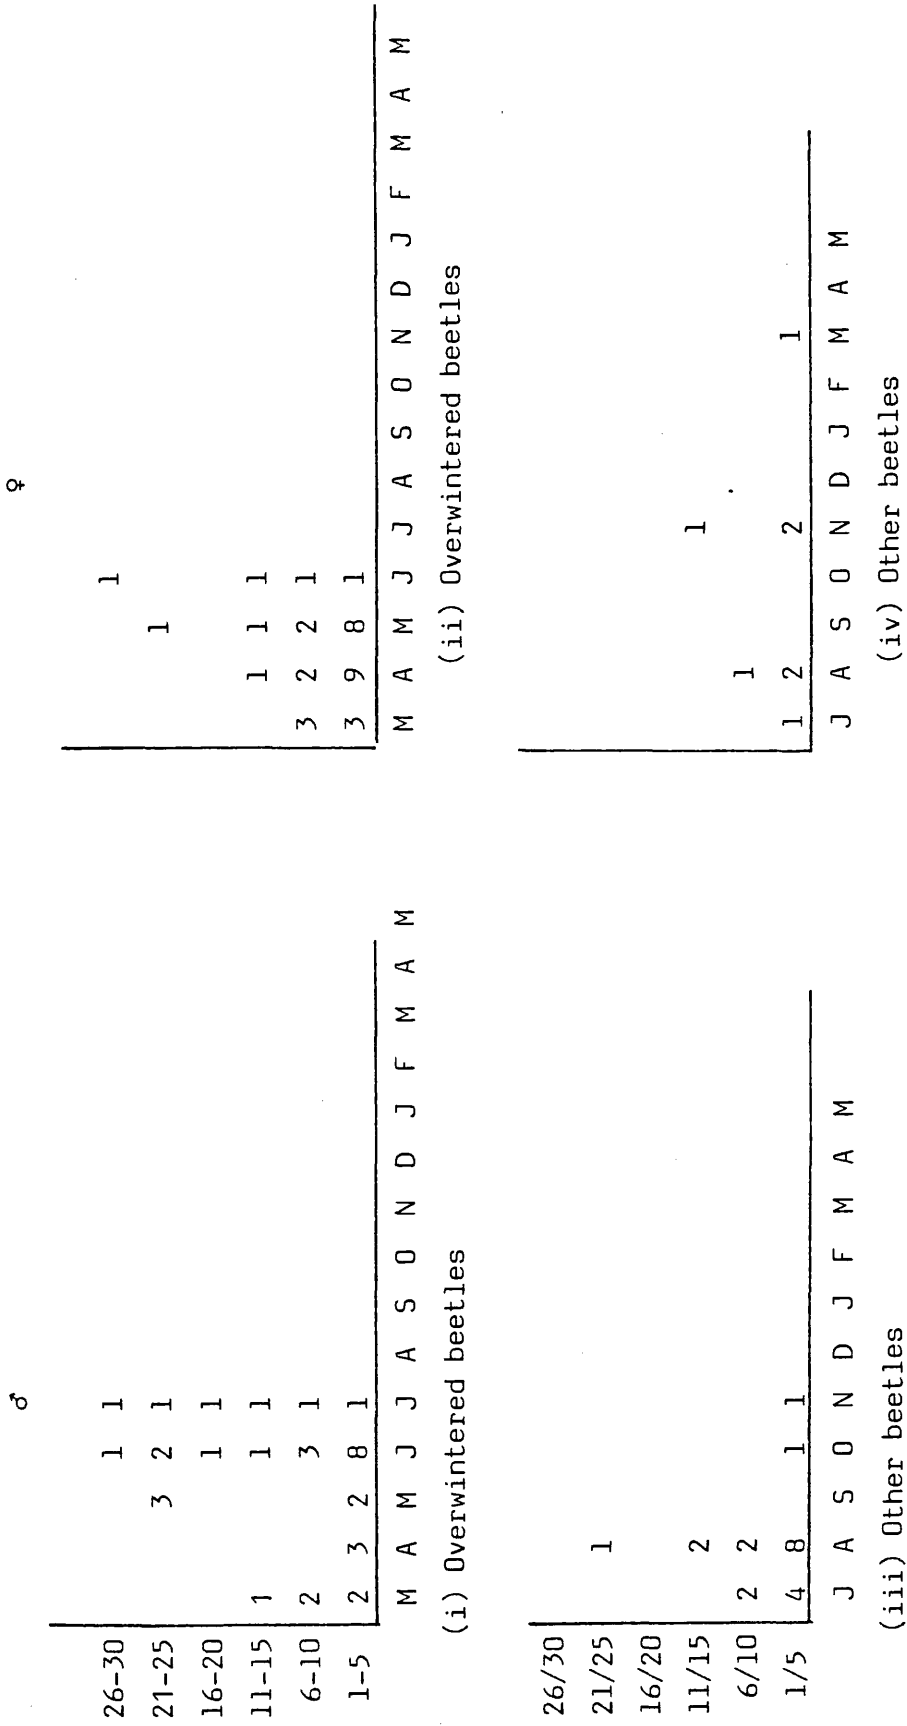 ♂ ♀
26-30 1 1 1
21-25 3 2 1 1
16-20 1 1
11-15 1 1 1 1 1 1
6-10 2 3 1 3 2 2 1
1-5 2 3 2 8 1 3 9 8 1
M A M J J A S O N D J F M A M M A M J J A S O N D J F M A M
(i) Overwintered beetles (ii) Overwintered beetles
26/30
21/25 1
16/20
11/15 2 1
6/10 2 2 1
1/5 4 8 1 1 1 2 2 1
J A S O N D J F M A M J A S O N D J F M A M
(iii) Other beetles (iv) Other beetles